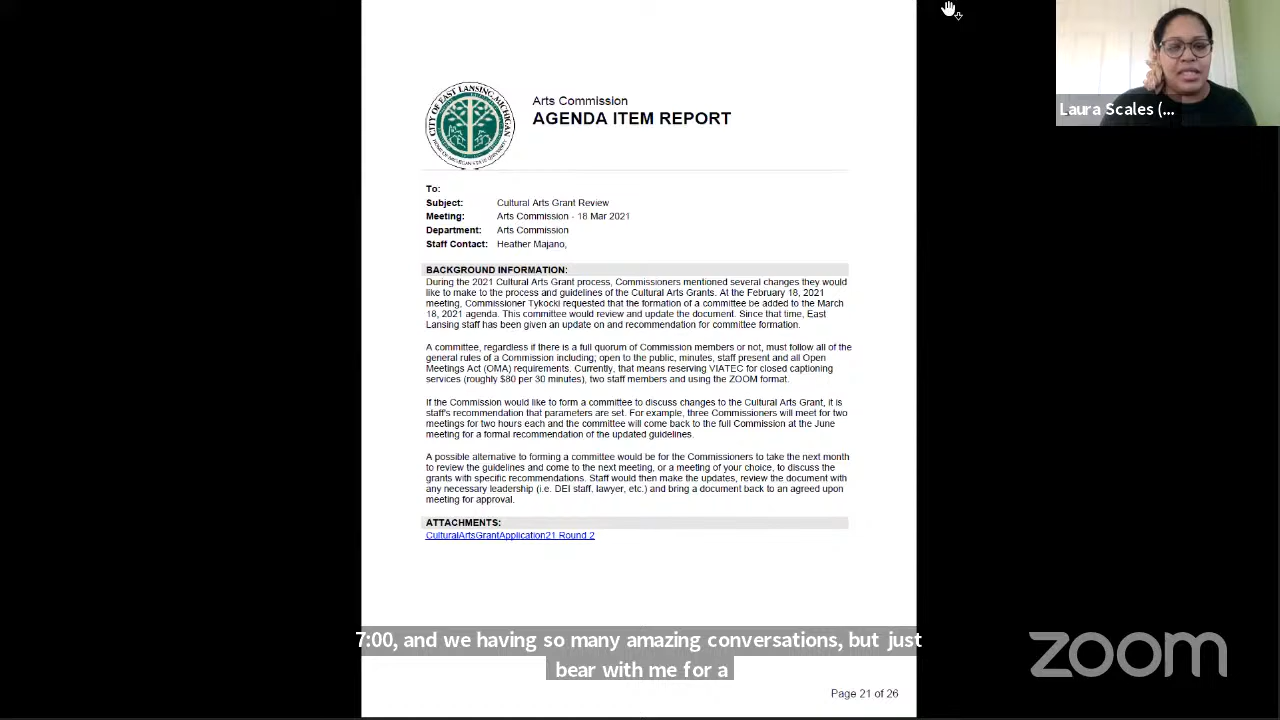 Arts Commission
AGENDA ITEM REPORT
CITY OF EAST LANSING, MICHIGAN
HOME OF MICHIGAN STATE UNIVERSITY
Laura Scales (...
To:
Subject: Cultural Arts Grant Review
Meeting: Arts Commission - 18 Mar 2021
Department: Arts Commission
Staff Contact: Heather Majano,
BACKGROUND INFORMATION:
During the 2021 Cultural Arts Grant process, Commissioners mentioned several changes they would
like to make to the process and guidelines of the Cultural Arts Grants. At the February 18, 2021
meeting, Commissioner Tykocki requested that the formation of a committee be added to the March
18, 2021 agenda. This committee would review and update the document. Since that time, East
Lansing staff has been given an update on and recommendation for committee formation.
A committee, regardless if there is a full quorum of Commission members or not, must follow all of the
general rules of a Commission including; open to the public, minutes, staff present and all Open
Meetings Act (OMA) requirements. Currently, that means reserving VIATEC for closed captioning
services (roughly $80 per 30 minutes), two staff members and using the ZOOM format.
If the Commission would like to form a committee to discuss changes to the Cultural Arts Grant, it is
staff's recommendation that parameters are set. For example, three Commissioners will meet for two
meetings for two hours each and the committee will come back to the full Commission at the June
meeting for a formal recommendation of the updated guidelines.
A possible alternative to forming a committee would be for the Commissioners to take the next month
to review the guidelines and come to the next meeting, or a meeting of your choice, to discuss the
grants with specific recommendations. Staff would then make the updates, review the document with
any necessary leadership (i.e. DEI staff, lawyer, etc.) and bring a document back to an agreed upon
meeting for approval.
ATTACHMENTS:
CulturalArtsGrantApplication21 Round 2
7:00, and we having so many amazing conversations, but just
bear with me for a
zoom
Page 21 of 26